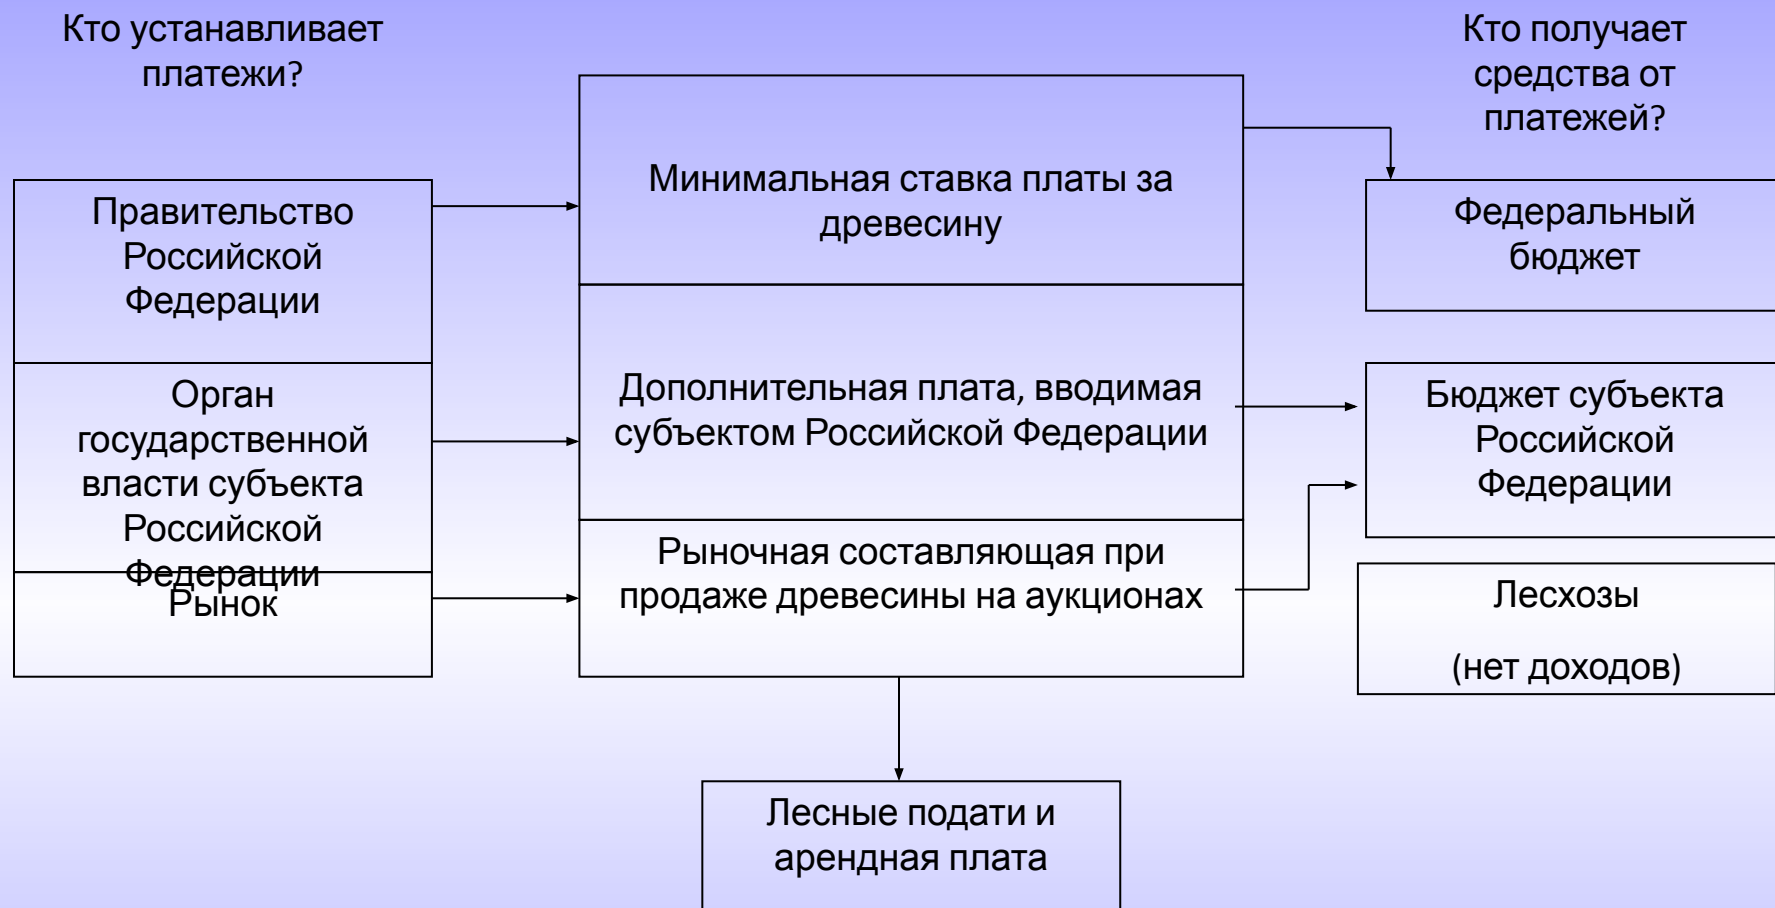 Кто устанавливает
платежи?
Кто получает
средства от
платежей?
Правительство
Российской
Федерации
Орган
государственной
власти субъекта
Российской
Федерации
Рынок
Минимальная ставка платы за
древесину
Дополнительная плата, вводимая
субъектом Российской Федерации
Рыночная составляющая при
продаже древесины на аукционах
Лесные подати и
арендная плата
Федеральный
бюджет
Бюджет субъекта
Российской
Федерации
Лесхозы
(нет доходов)